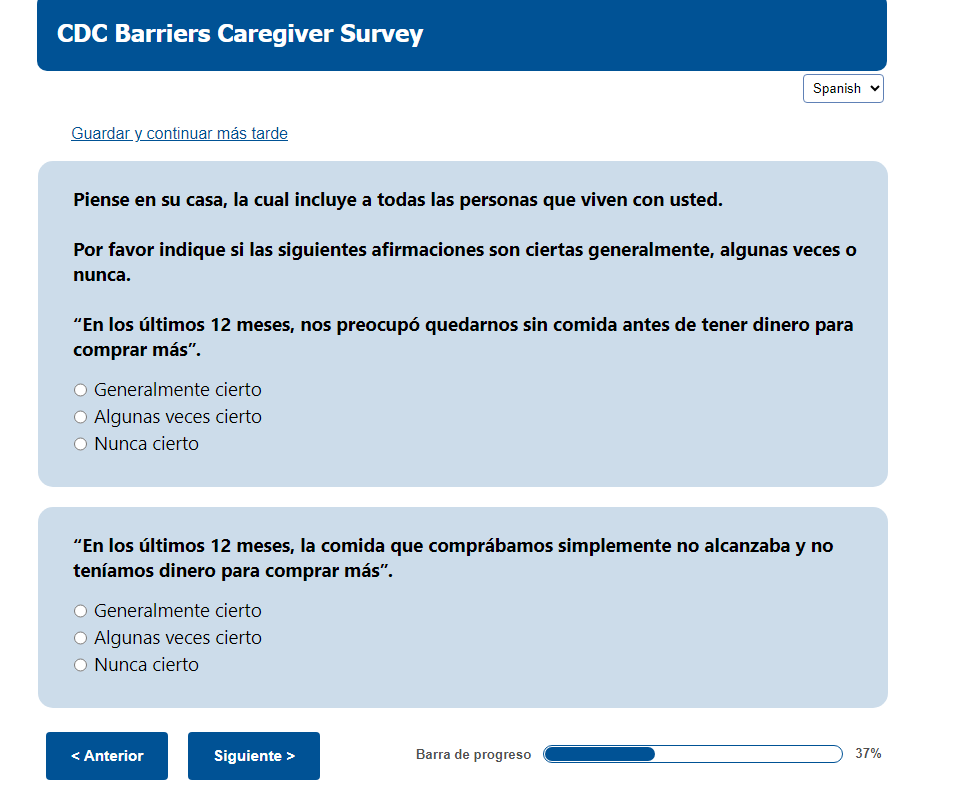 CDC Barriers Caregiver Survey
Spanish
Guardar y continuar más tarde
Piense en su casa, la cual incluye a todas las personas que viven con usted.
Por favor indique si las siguientes afirmaciones son ciertas generalmente, algunas veces o
nunca.
“En los últimos 12 meses, nos preocupó quedarnos sin comida antes de tener dinero para
comprar más”.
Generalmente cierto
Algunas veces cierto
Nunca cierto
“En los últimos 12 meses, la comida que comprábamos simplemente no alcanzaba y no
teníamos dinero para comprar más”.
Generalmente cierto
Algunas veces cierto
Nunca cierto
< Anterior
Siguiente >
Barra de progreso
37%